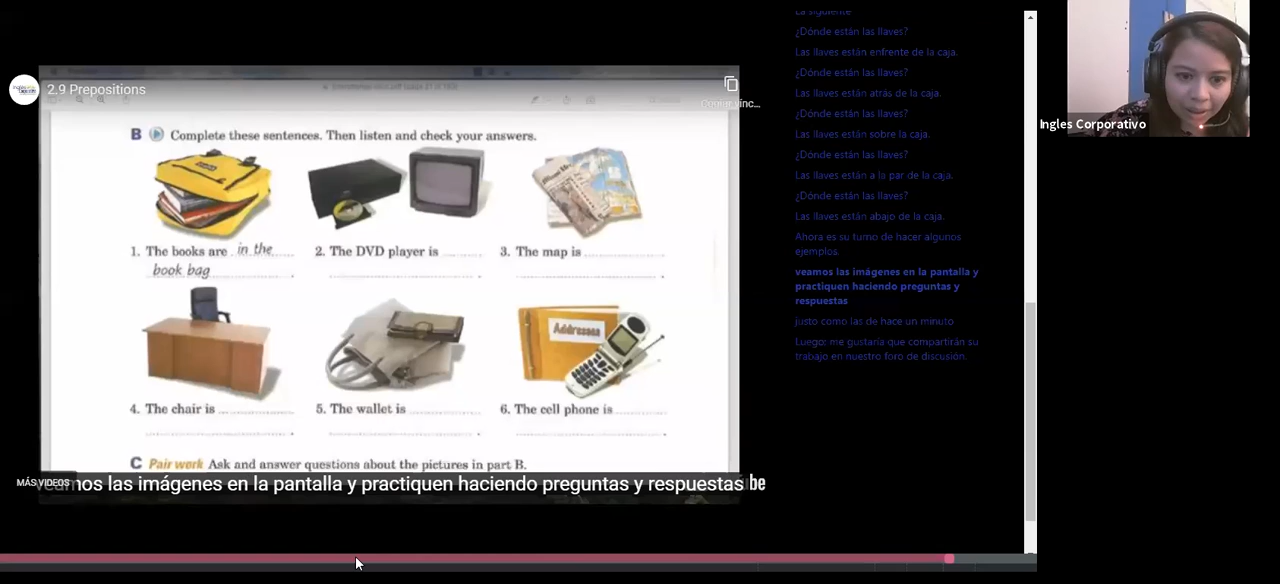 La siguiente
¿Dónde están las llaves?
Las llaves están enfrente de la caja.
¿Dónde están las llaves?
Las llaves están atrás de la caja.
¿Dónde están las llaves?
Las llaves están sobre la caja.
¿Dónde están las llaves?
Las llaves están a la par de la caja.
¿Dónde están las llaves?
Las llaves están abajo de la caja.
Ahora es su turno de hacer algunos
ejemplos.
veamos las imágenes en la pantalla y
practiquen haciendo preguntas y
respuestas
justo como las de hace un minuto
Luego: me gustaría que compartirán su
trabajo en nuestro foro de discusión.
Ingles Corporativo
2.9 Prepositions
B Complete these sentences. Then listen and check your answers.
1. The books are in the
book bag.
2. The DVD player is
3. The map is
Addresses
4. The chair is
5. The wallet is
6. The cell phone is
C Pair work Ask and answer questions about the pictures in part B.
MÁS VIDEOS
veamos las imágenes en la pantalla y practiquen haciendo preguntas y respuestas